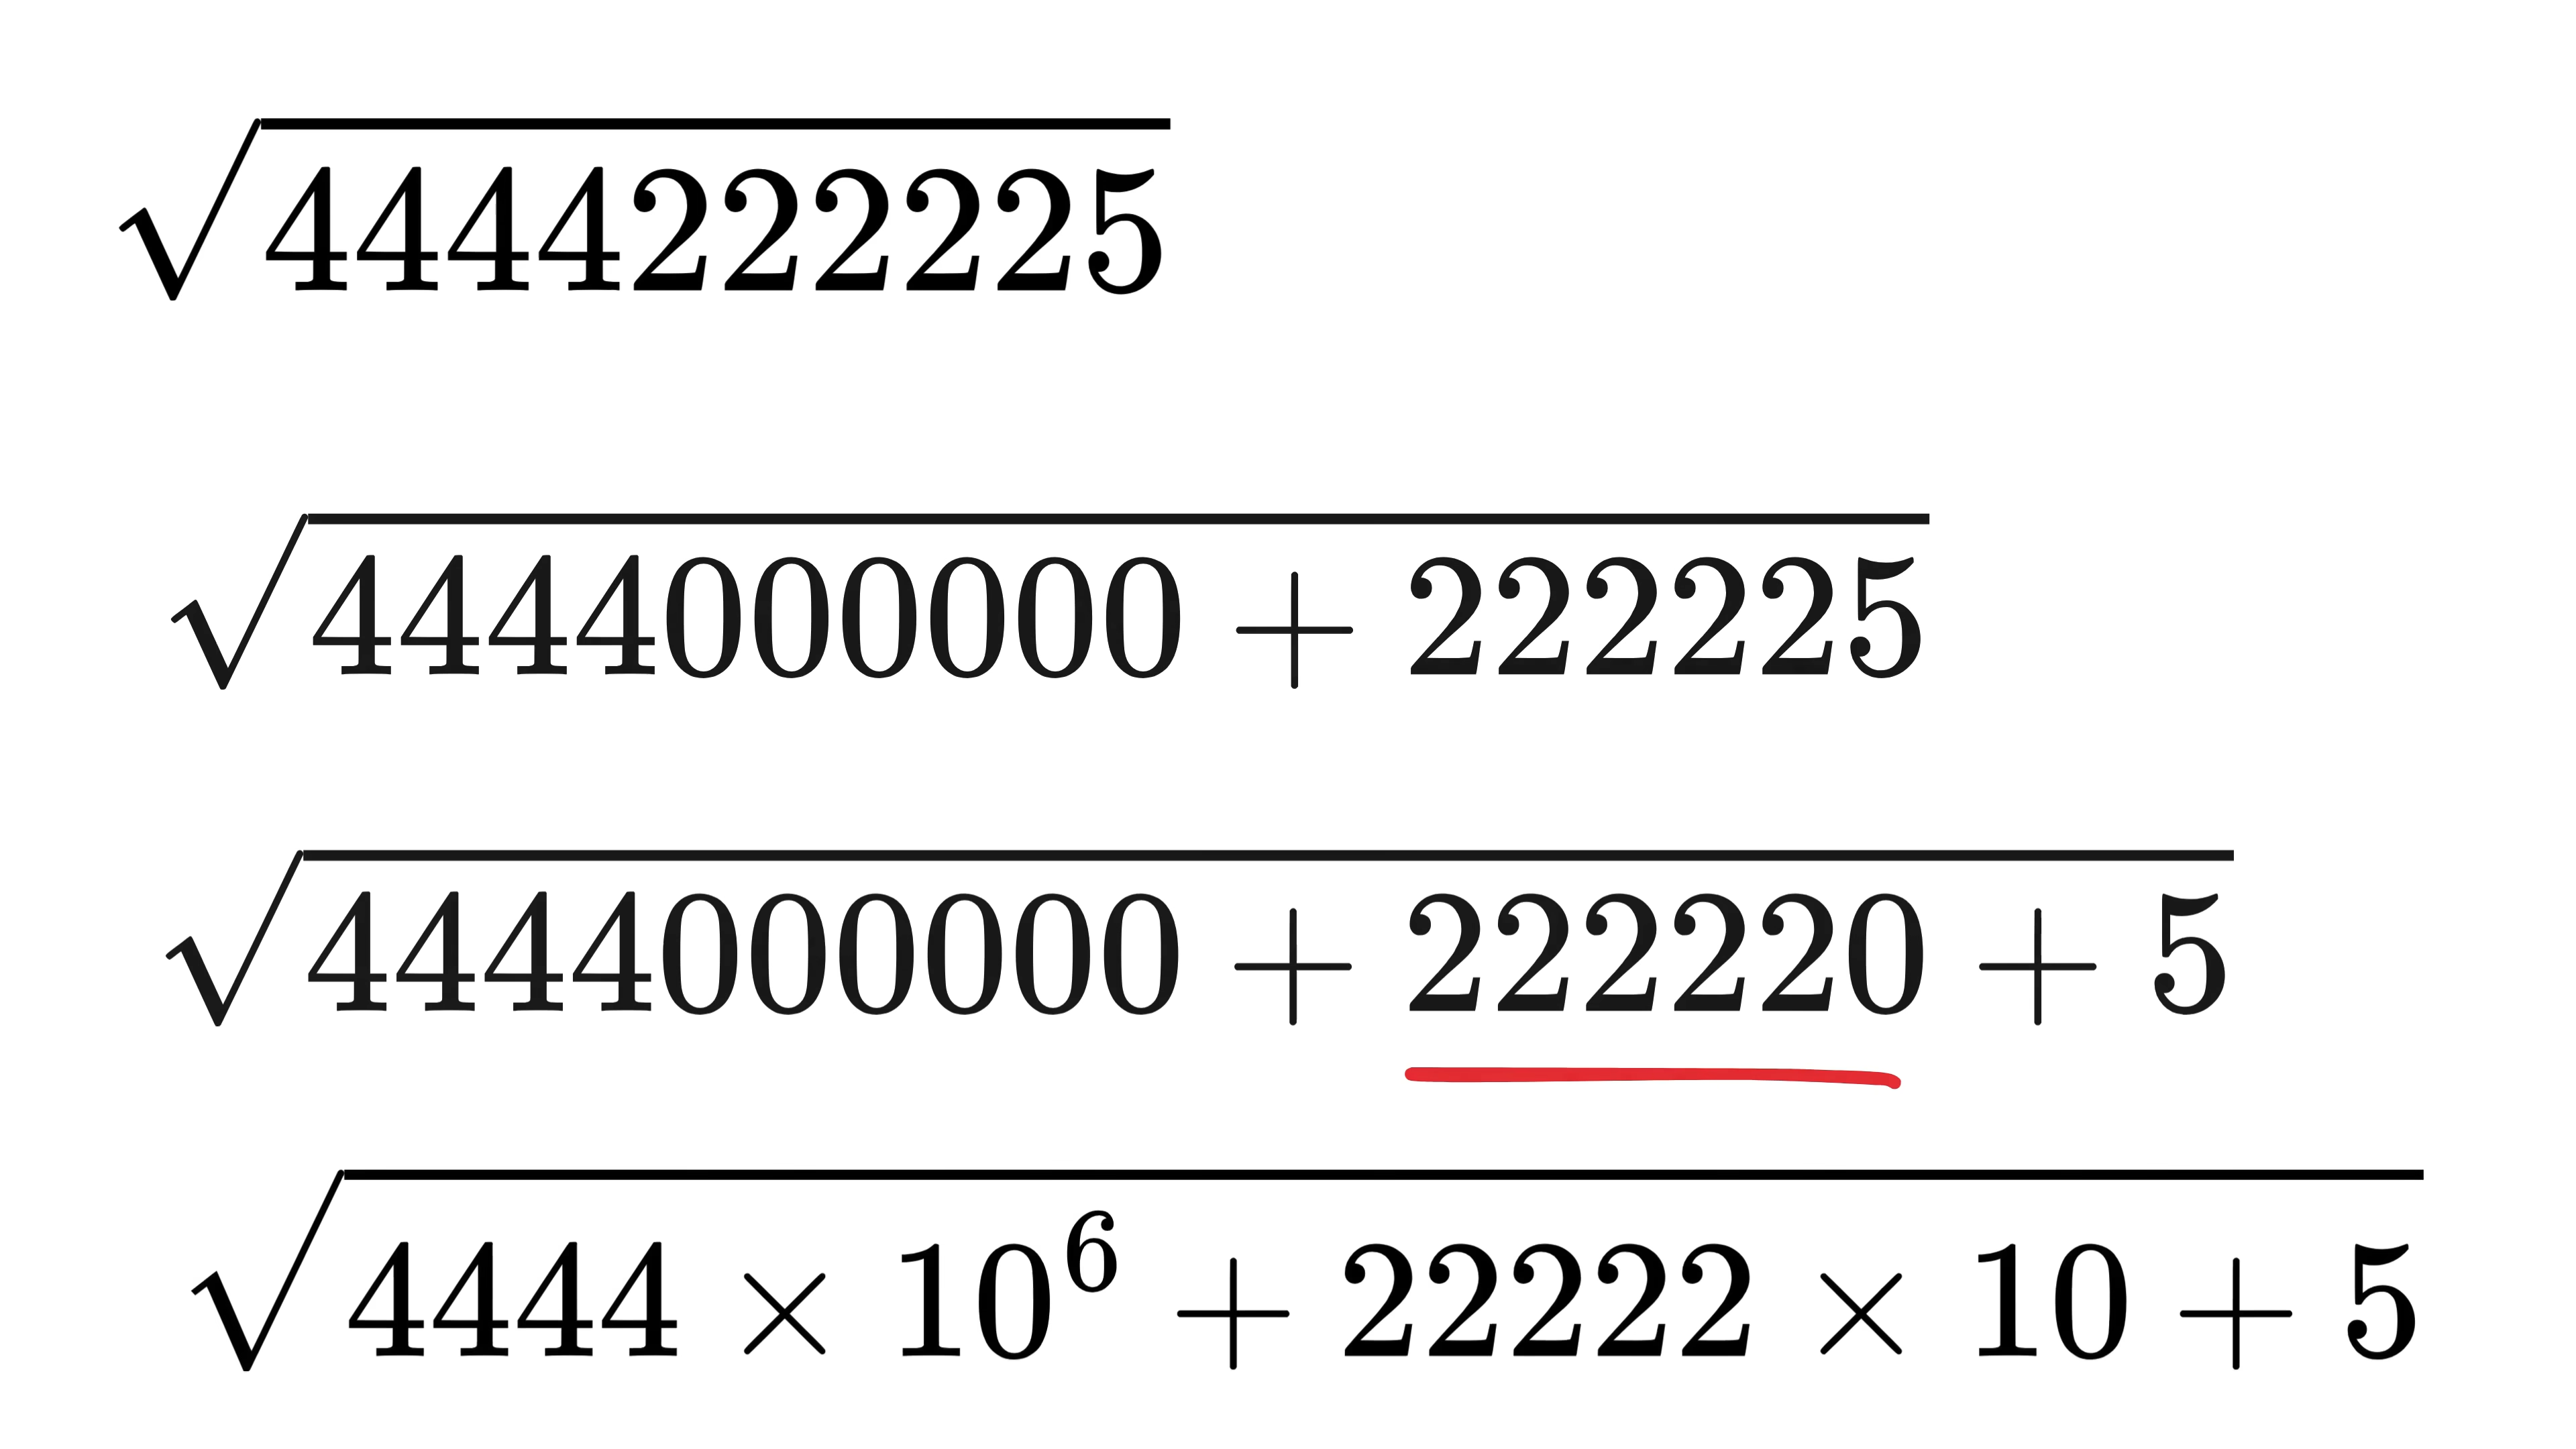 √4444222225
√4444000000 + 222225
√4444000000 + 222220 + 5
√4444 × 10⁶ + 22222 × 10 + 5